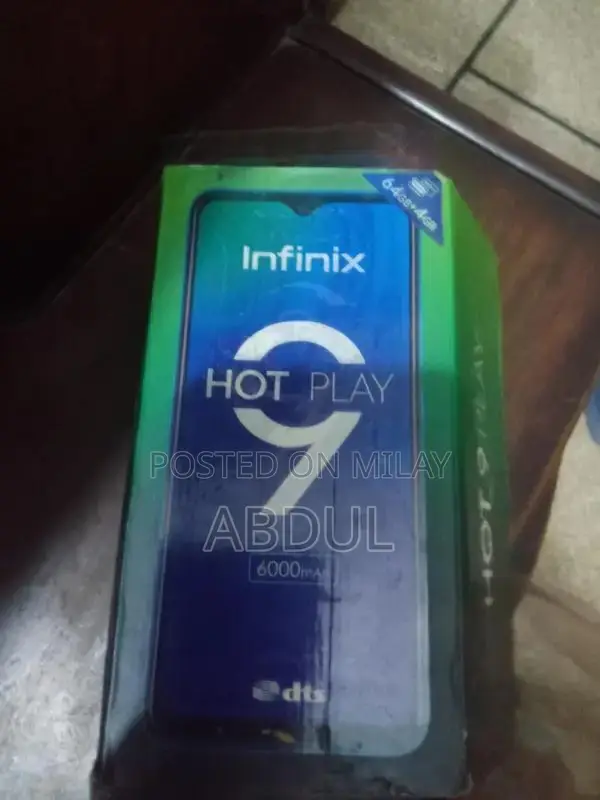 64GB+4GB
Infinix
9
HOT PLAY
POSTED ON MILAY
ABDUL
6000mAh
dts
HOT 9 PLAY